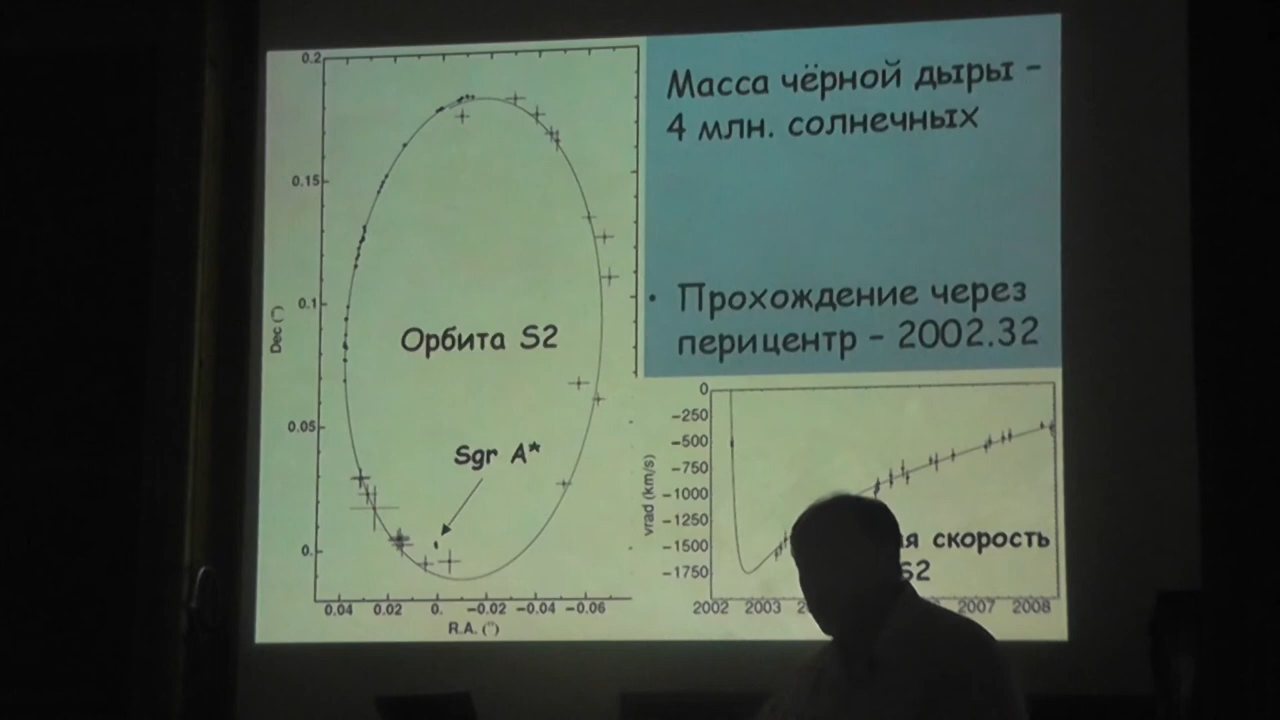 0.2
0.15
0.1
0.05
0.
Dec (")
0.04 0.02 0. −0.02 −0.04 −0.06
R.A. (")
Орбита S2
Sgr A*
Масса чёрной дыры –
4 млн. солнечных
• Прохождение через
перицентр – 2002.32
0
−250
−500
−750
−1000
−1250
−1500
−1750
vrad (km/s)
скорость
S2
2002 2003 2007 2008